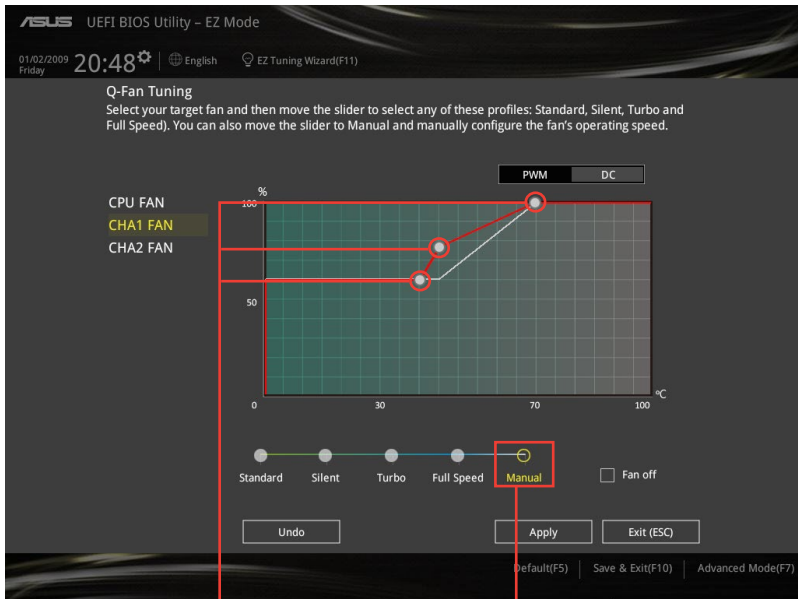 ASUS UEFI BIOS Utility – EZ Mode
01/02/2009
Friday
20:48 English EZ Tuning Wizard(F11)
Q-Fan Tuning
Select your target fan and then move the slider to select any of these profiles: Standard, Silent, Turbo and
Full Speed). You can also move the slider to Manual and manually configure the fan's operating speed.
PWM DC
CPU FAN
CHA1 FAN
CHA2 FAN
%
100
50
°C
0 30 70 100
Standard Silent Turbo Full Speed Manual
Fan off
Undo Apply Exit (ESC)
Default(F5) Save & Exit(F10) Advanced Mode(F7)